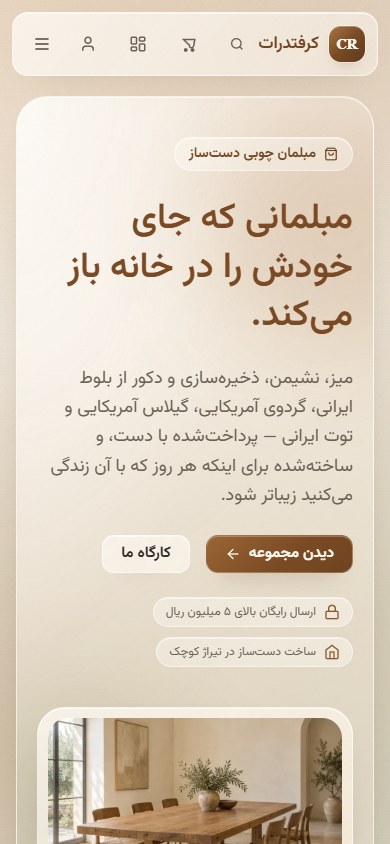 CR
کرفتدرات
مبلمان چوبی دست‌ساز
مبلمانی که جای
خودش را در خانه باز
می‌کند.
میز، نشیمن، ذخیره‌سازی و دکور از بلوط
ایرانی، گردوی آمریکایی، گیلاس آمریکایی و
توت ایرانی — پرداخت‌شده با دست، و
ساخته‌شده برای اینکه هر روز که با آن زندگی
می‌کنید زیباتر شود.
دیدن مجموعه
کارگاه ما
ارسال رایگان بالای ۵ میلیون ریال
ساخت دست‌ساز در تیراژ کوچک